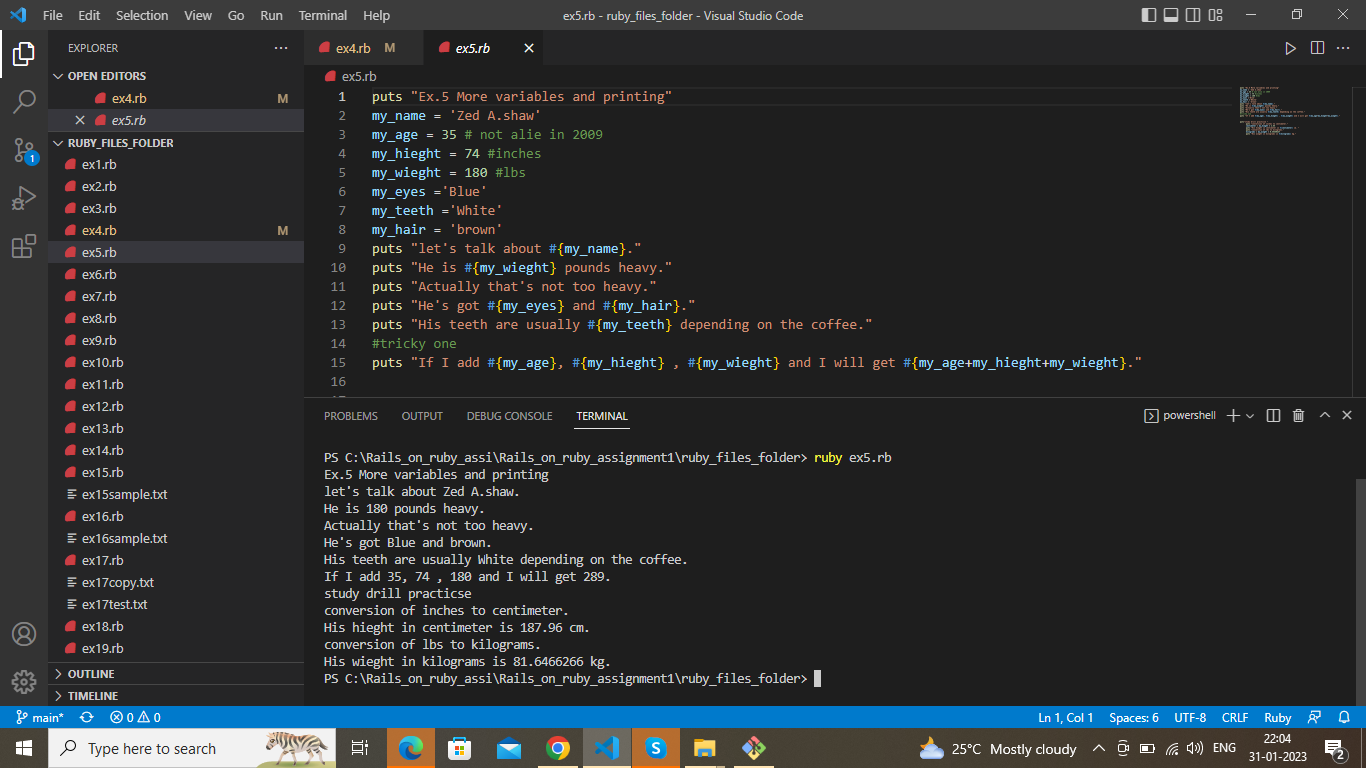 File Edit Selection View Go Run Terminal Help ex5.rb - ruby_files_folder - Visual Studio Code
EXPLORER
OPEN EDITORS
ex4.rb M
ex5.rb
RUBY_FILES_FOLDER
ex1.rb
ex2.rb
ex3.rb
ex4.rb M
ex5.rb
ex6.rb
ex7.rb
ex8.rb
ex9.rb
ex10.rb
ex11.rb
ex12.rb
ex13.rb
ex14.rb
ex15.rb
ex15sample.txt
ex16.rb
ex16sample.txt
ex17.rb
ex17copy.txt
ex17test.txt
ex18.rb
ex19.rb
OUTLINE
TIMELINE
1
ex4.rb M ex5.rb
ex5.rb
1 puts "Ex.5 More variables and printing"
2 my_name = 'Zed A.shaw'
3 my_age = 35 # not alie in 2009
4 my_hieght = 74 #inches
5 my_wieght = 180 #lbs
6 my_eyes ='Blue'
7 my_teeth ='White'
8 my_hair = 'brown'
9 puts "let's talk about #{my_name}."
10 puts "He is #{my_wieght} pounds heavy."
11 puts "Actually that's not too heavy."
12 puts "He's got #{my_eyes} and #{my_hair}."
13 puts "His teeth are usually #{my_teeth} depending on the coffee."
14 #tricky one
15 puts "If I add #{my_age}, #{my_hieght} , #{my_wieght} and I will get #{my_age+my_hieght+my_wieght}."
16
PROBLEMS OUTPUT DEBUG CONSOLE TERMINAL powershell
PS C:\Rails_on_ruby_assi\Rails_on_ruby_assignment1\ruby_files_folder> ruby ex5.rb
Ex.5 More variables and printing
let's talk about Zed A.shaw.
He is 180 pounds heavy.
Actually that's not too heavy.
He's got Blue and brown.
His teeth are usually White depending on the coffee.
If I add 35, 74 , 180 and I will get 289.
study drill practicse
conversion of inches to centimeter.
His hieght in centimeter is 187.96 cm.
conversion of lbs to kilograms.
His wieght in kilograms is 81.6466266 kg.
PS C:\Rails_on_ruby_assi\Rails_on_ruby_assignment1\ruby_files_folder>
main* 0 0 Ln 1, Col 1 Spaces: 6 UTF-8 CRLF Ruby
Type here to search 25°C Mostly cloudy ENG 22:04
31-01-2023 2